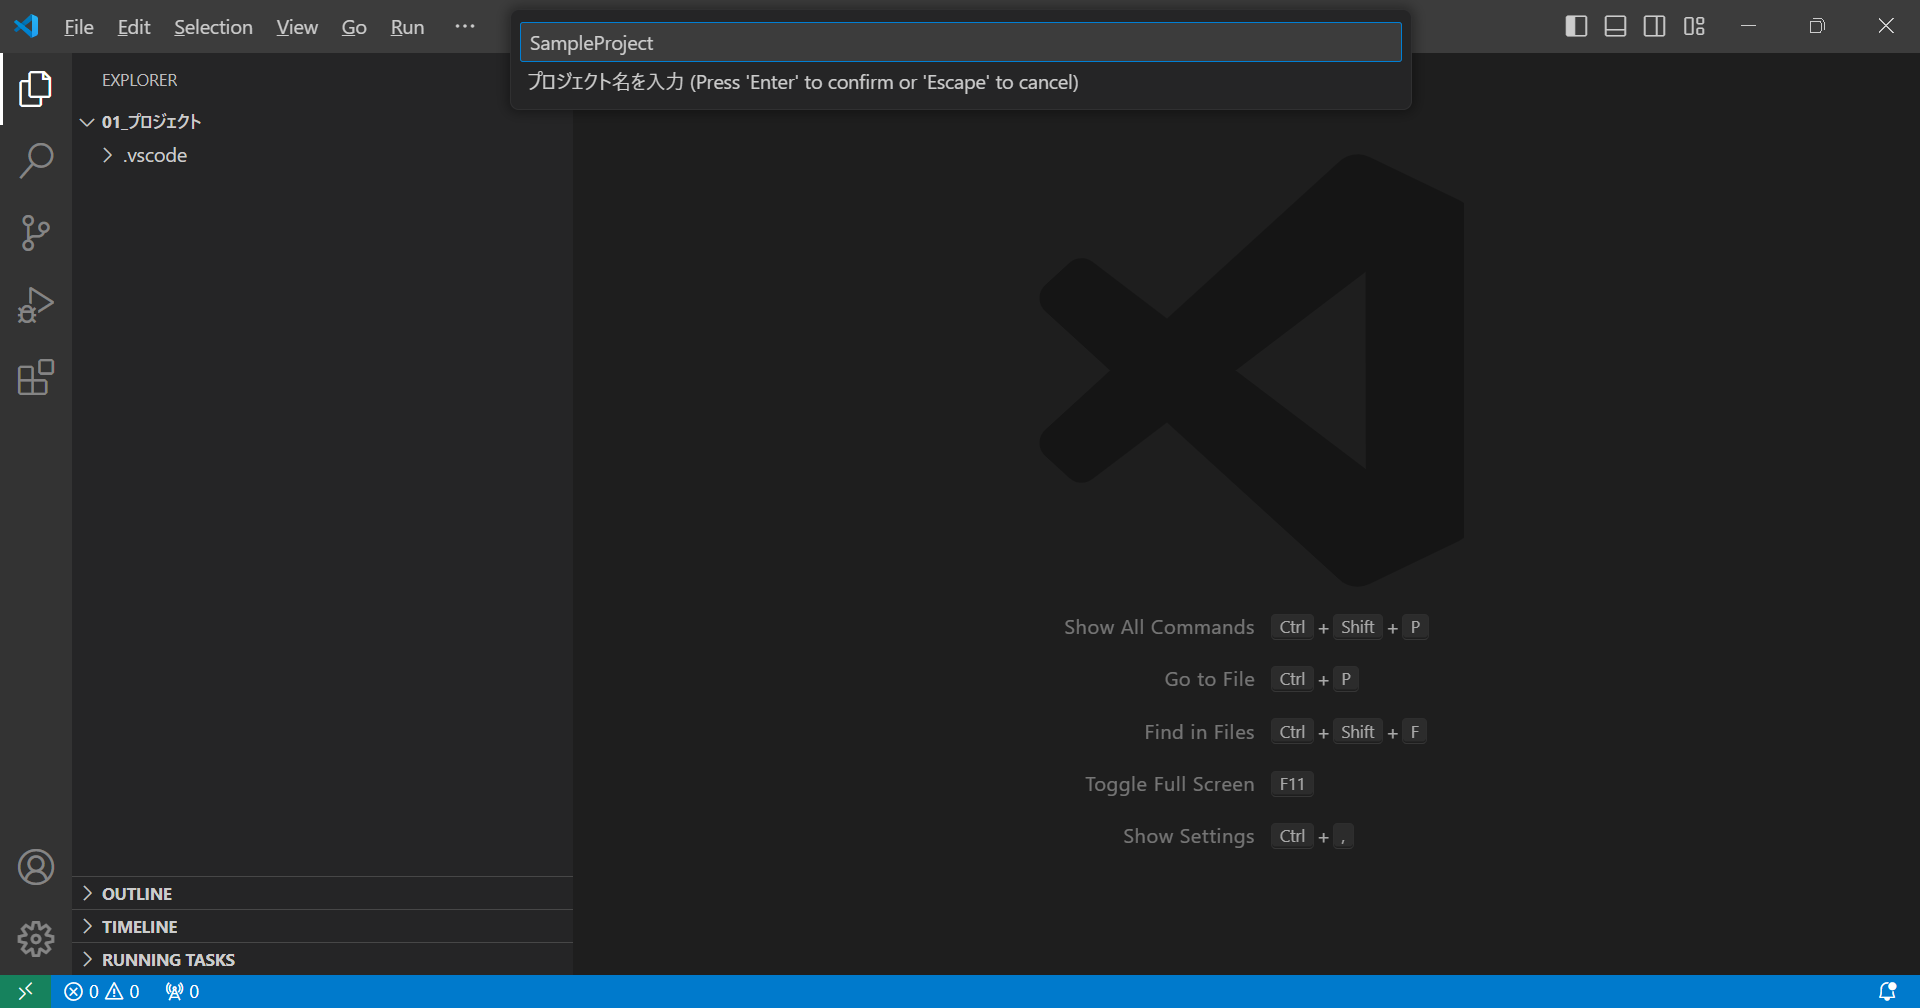 File Edit Selection View Go Run ···
SampleProject
プロジェクト名を入力 (Press 'Enter' to confirm or 'Escape' to cancel)
EXPLORER
01_プロジェクト
.vscode
Show All Commands Ctrl + Shift + P
Go to File Ctrl + P
Find in Files Ctrl + Shift + F
Toggle Full Screen F11
Show Settings Ctrl + ,
OUTLINE
TIMELINE
RUNNING TASKS
0 0 0